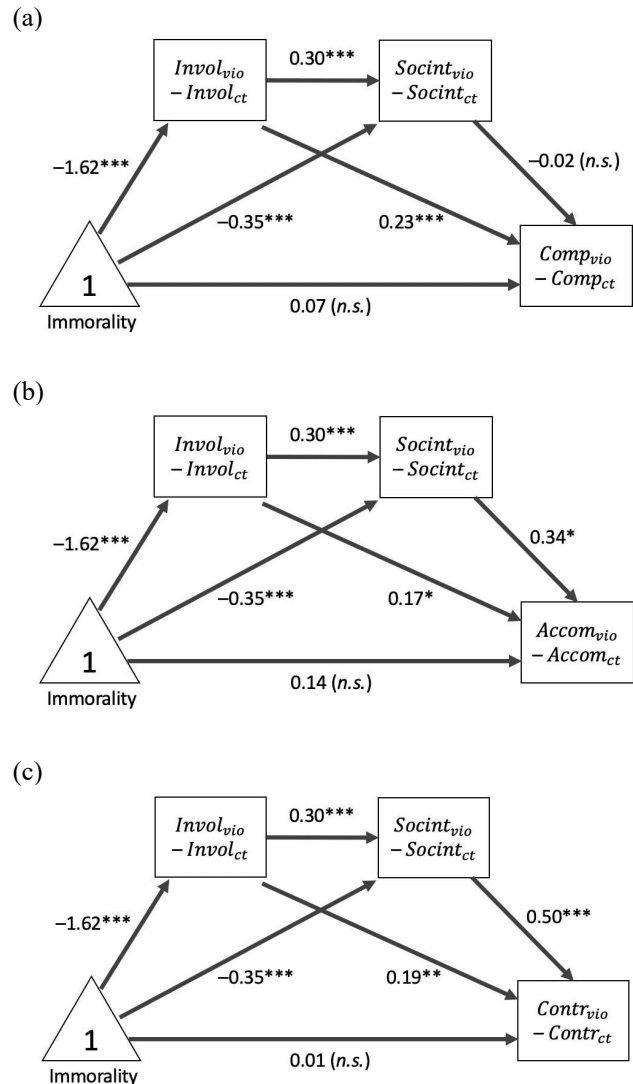 (a)
Invol_vio
– Invol_ct
0.30***
Socint_vio
– Socint_ct
–1.62***
–0.35***
0.23***
–0.02 (n.s.)
Comp_vio
– Comp_ct
1
Immorality
0.07 (n.s.)
(b)
Invol_vio
– Invol_ct
0.30***
Socint_vio
– Socint_ct
–1.62***
–0.35***
0.17*
0.34*
Accom_vio
– Accom_ct
1
Immorality
0.14 (n.s.)
(c)
Invol_vio
– Invol_ct
0.30***
Socint_vio
– Socint_ct
–1.62***
–0.35***
0.19**
0.50***
Contr_vio
– Contr_ct
1
Immorality
0.01 (n.s.)